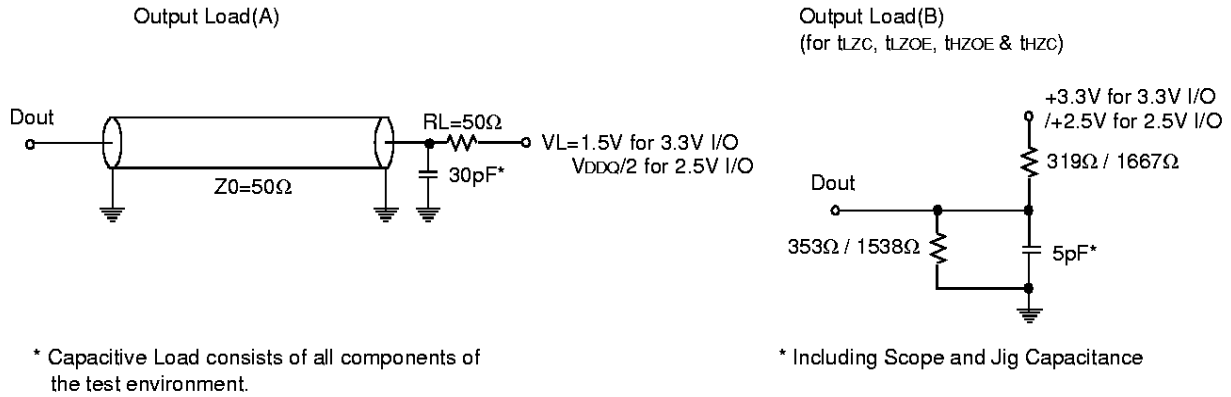 Output Load(A)
Dout
RL=50Ω
VL=1.5V for 3.3V I/O
VDDQ/2 for 2.5V I/O
30pF*
Z0=50Ω
* Capacitive Load consists of all components of
the test environment.
Output Load(B)
(for tLZC, tLZOE, tHZOE & tHZC)
+3.3V for 3.3V I/O
/+2.5V for 2.5V I/O
319Ω / 1667Ω
Dout
353Ω / 1538Ω
5pF*
* Including Scope and Jig Capacitance